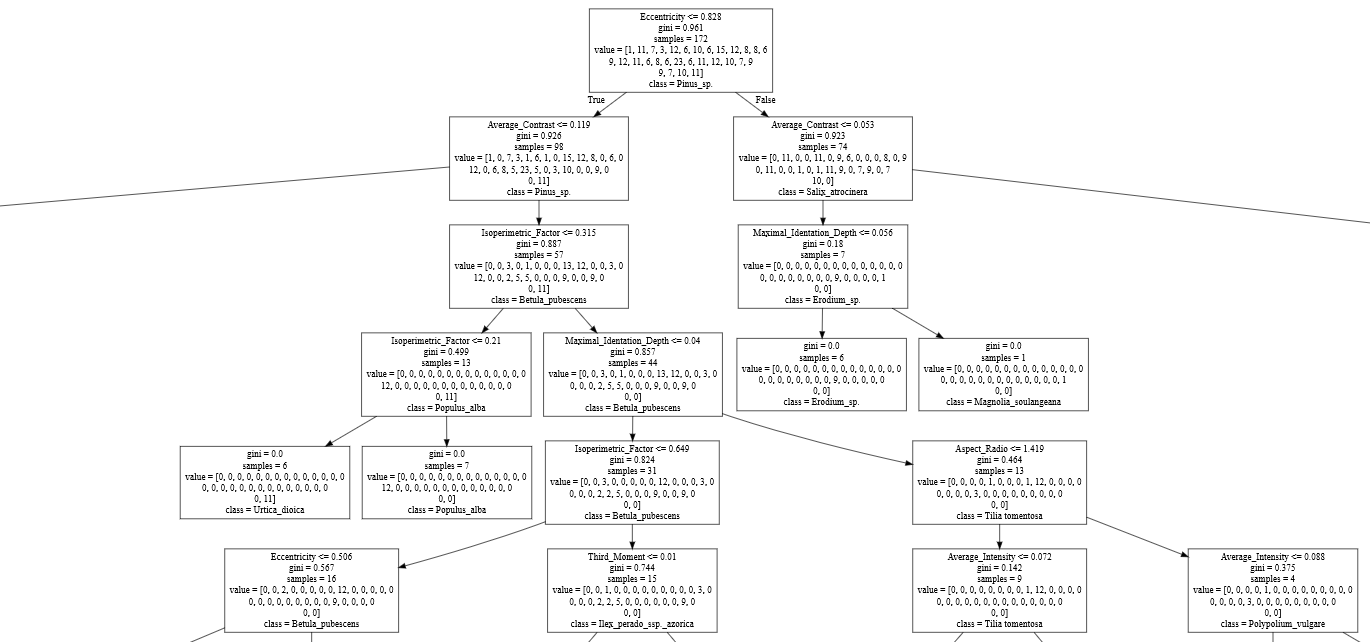 Eccentricity <= 0.828
gini = 0.961
samples = 172
value = [1, 11, 7, 3, 12, 6, 10, 6, 15, 12, 8, 8, 6
9, 12, 11, 6, 8, 6, 23, 6, 11, 12, 10, 7, 9
9, 7, 10, 11]
class = Pinus_sp.
True
False
Average_Contrast <= 0.119
gini = 0.926
samples = 98
value = [1, 0, 7, 3, 1, 6, 1, 0, 15, 12, 8, 0, 6, 0
12, 0, 6, 8, 5, 23, 5, 0, 3, 10, 0, 0, 9, 0
0, 11]
class = Pinus_sp.
Average_Contrast <= 0.053
gini = 0.923
samples = 74
value = [0, 11, 0, 0, 11, 0, 9, 6, 0, 0, 0, 8, 0, 9
0, 11, 0, 0, 1, 0, 1, 11, 9, 0, 7, 9, 0, 7
10, 0]
class = Salix_atrocinera
Isoperimetric_Factor <= 0.315
gini = 0.887
samples = 57
value = [0, 0, 3, 0, 1, 0, 0, 0, 13, 12, 0, 0, 3, 0
12, 0, 0, 2, 5, 5, 0, 0, 0, 9, 0, 0, 9, 0
0, 11]
class = Betula_pubescens
Maximal_Identation_Depth <= 0.056
gini = 0.18
samples = 7
value = [0, 0, 0, 0, 0, 0, 0, 0, 0, 0, 0, 0, 0, 0
0, 0, 0, 0, 0, 0, 0, 0, 9, 0, 0, 0, 0, 1
0, 0]
class = Erodium_sp.
Isoperimetric_Factor <= 0.21
gini = 0.499
samples = 13
value = [0, 0, 0, 0, 0, 0, 0, 0, 0, 0, 0, 0, 0, 0
12, 0, 0, 0, 0, 0, 0, 0, 0, 0, 0, 0, 0, 0
0, 11]
class = Populus_alba
Maximal_Identation_Depth <= 0.04
gini = 0.857
samples = 44
value = [0, 0, 3, 0, 1, 0, 0, 0, 13, 12, 0, 0, 3, 0
0, 0, 0, 2, 5, 5, 0, 0, 0, 9, 0, 0, 9, 0
0, 0]
class = Betula_pubescens
gini = 0.0
samples = 6
value = [0, 0, 0, 0, 0, 0, 0, 0, 0, 0, 0, 0, 0, 0
0, 0, 0, 0, 0, 0, 0, 0, 9, 0, 0, 0, 0, 0
0, 0]
class = Erodium_sp.
gini = 0.0
samples = 1
value = [0, 0, 0, 0, 0, 0, 0, 0, 0, 0, 0, 0, 0, 0
0, 0, 0, 0, 0, 0, 0, 0, 0, 0, 0, 0, 0, 1
0, 0]
class = Magnolia_soulangeana
gini = 0.0
samples = 6
value = [0, 0, 0, 0, 0, 0, 0, 0, 0, 0, 0, 0, 0, 0
0, 0, 0, 0, 0, 0, 0, 0, 0, 0, 0, 0, 0, 0
0, 11]
class = Urtica_dioica
gini = 0.0
samples = 7
value = [0, 0, 0, 0, 0, 0, 0, 0, 0, 0, 0, 0, 0, 0
12, 0, 0, 0, 0, 0, 0, 0, 0, 0, 0, 0, 0, 0
0, 0]
class = Populus_alba
Isoperimetric_Factor <= 0.649
gini = 0.824
samples = 31
value = [0, 0, 3, 0, 0, 0, 0, 0, 12, 0, 0, 0, 3, 0
0, 0, 0, 2, 2, 5, 0, 0, 0, 9, 0, 0, 9, 0
0, 0]
class = Betula_pubescens
Aspect_Radio <= 1.419
gini = 0.464
samples = 13
value = [0, 0, 0, 0, 1, 0, 0, 0, 1, 12, 0, 0, 0, 0
0, 0, 0, 0, 3, 0, 0, 0, 0, 0, 0, 0, 0, 0
0, 0]
class = Tilia tomentosa
Eccentricity <= 0.506
gini = 0.567
samples = 16
value = [0, 0, 2, 0, 0, 0, 0, 0, 12, 0, 0, 0, 0, 0
0, 0, 0, 0, 0, 0, 0, 0, 0, 9, 0, 0, 0, 0
0, 0]
class = Betula_pubescens
Third_Moment <= 0.01
gini = 0.744
samples = 15
value = [0, 0, 1, 0, 0, 0, 0, 0, 0, 0, 0, 0, 3, 0
0, 0, 0, 2, 2, 5, 0, 0, 0, 0, 0, 0, 9, 0
0, 0]
class = Ilex_perado_ssp._azorica
Average_Intensity <= 0.072
gini = 0.142
samples = 9
value = [0, 0, 0, 0, 0, 0, 0, 0, 1, 12, 0, 0, 0, 0
0, 0, 0, 0, 0, 0, 0, 0, 0, 0, 0, 0, 0, 0
0, 0]
class = Tilia tomentosa
Average_Intensity <= 0.088
gini = 0.375
samples = 4
value = [0, 0, 0, 0, 1, 0, 0, 0, 0, 0, 0, 0, 0, 0
0, 0, 0, 0, 3, 0, 0, 0, 0, 0, 0, 0, 0, 0
0, 0]
class = Polypolium_vulgare